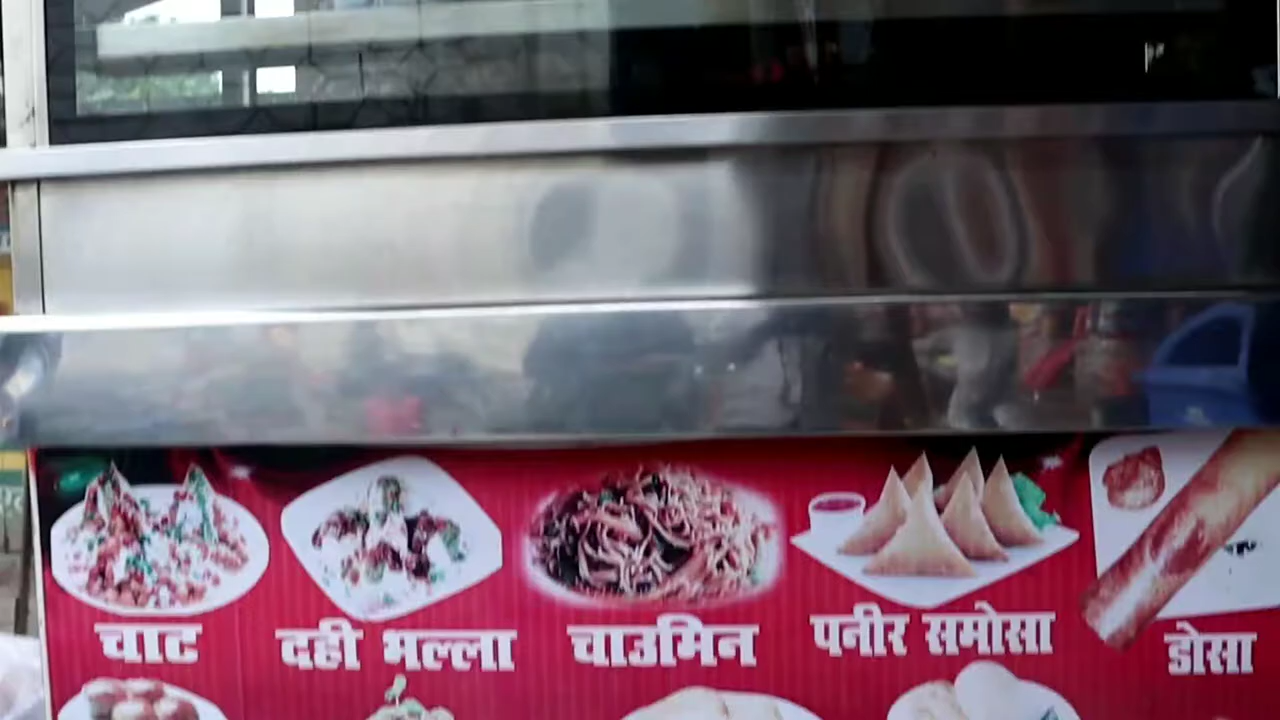 चाट
दही भल्ला
चाउमिन
पनीर समोसा
डोसा